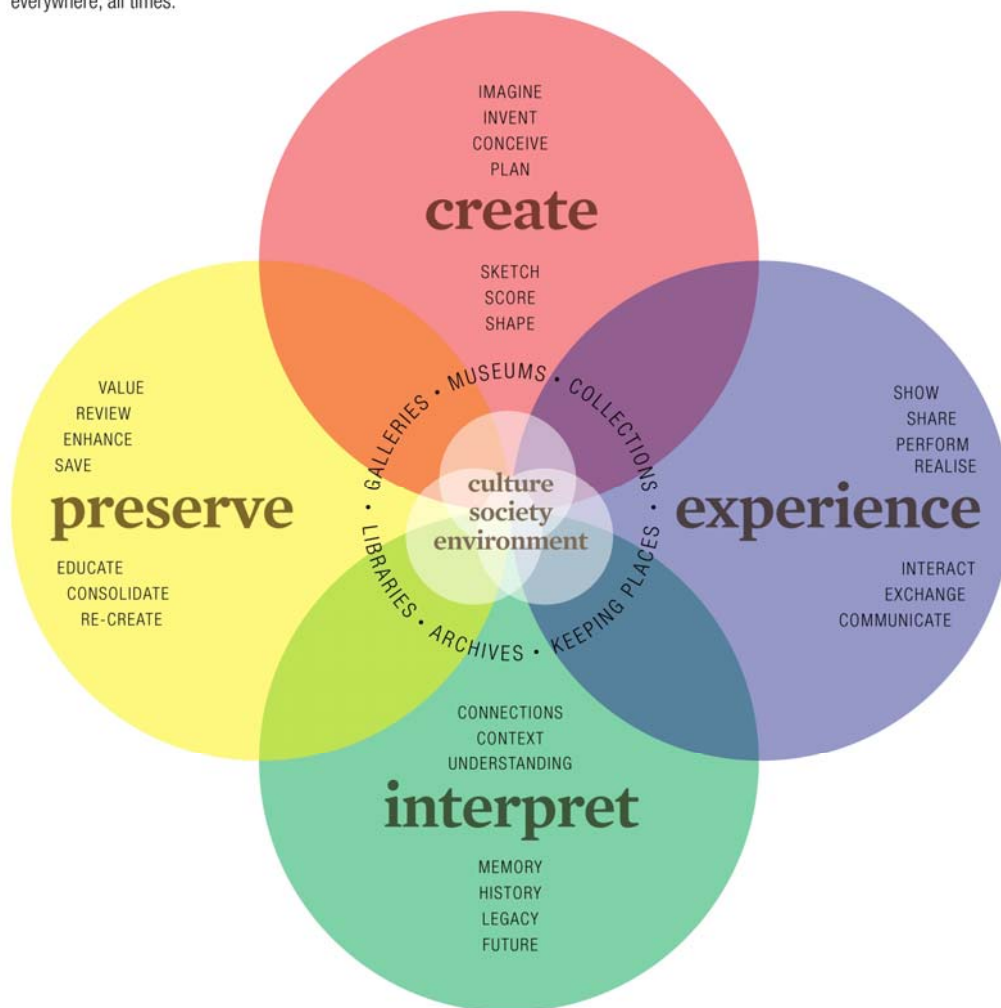 everywhere, all times.
IMAGINE
INVENT
CONCEIVE
PLAN
create
SKETCH
SCORE
SHAPE
VALUE
REVIEW
ENHANCE
SAVE
preserve
EDUCATE
CONSOLIDATE
RE-CREATE
• GALLERIES • MUSEUMS • COLLECTIONS • KEEPING PLACES • ARCHIVES • LIBRARIES
culture
society
environment
SHOW
SHARE
PERFORM
REALISE
experience
INTERACT
EXCHANGE
COMMUNICATE
CONNECTIONS
CONTEXT
UNDERSTANDING
interpret
MEMORY
HISTORY
LEGACY
FUTURE